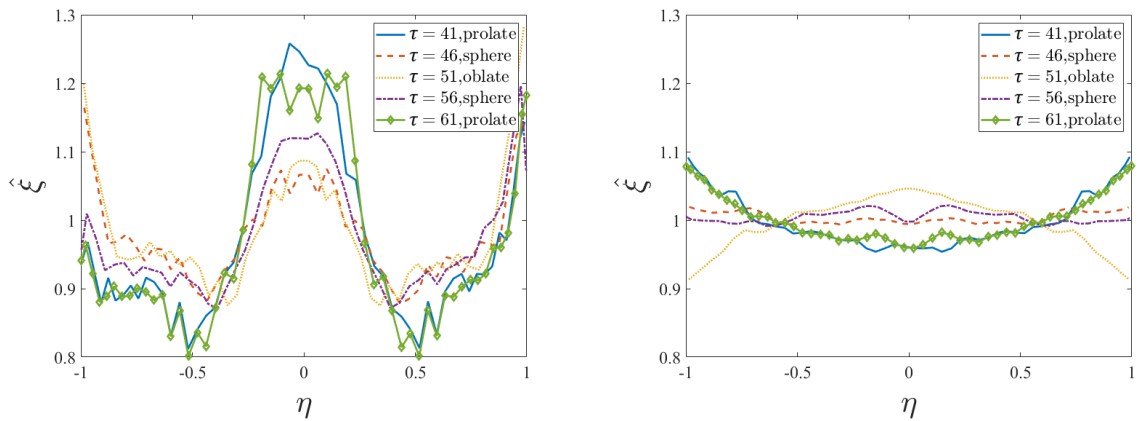 1.3
1.2
1.1
1
0.9
0.8
ξ̂
-1
-0.5
0
0.5
1
η
τ = 41,prolate
τ = 46,sphere
τ = 51,oblate
τ = 56,sphere
τ = 61,prolate
1.3
1.2
1.1
1
0.9
0.8
ξ̂
-1
-0.5
0
0.5
1
η
τ = 41,prolate
τ = 46,sphere
τ = 51,oblate
τ = 56,sphere
τ = 61,prolate